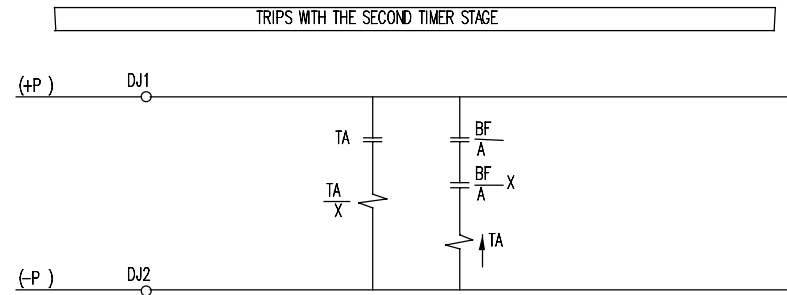 TRIPS WITH THE SECOND TIMER STAGE
(+P )
DJ1
TA
BF
A
BF
A
X
TA
X
TA
(-P )
DJ2